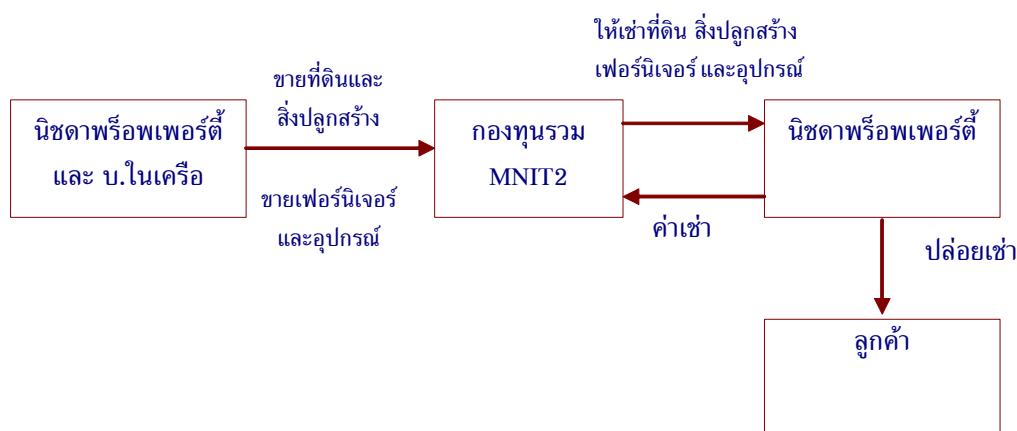 ให้เช่าที่ดิน สิ่งปลูกสร้าง
เฟอร์นิเจอร์ และอุปกรณ์
ขายที่ดินและ
สิ่งปลูกสร้าง
นิชดาพร็อพเพอร์ตี้
และ บ.ในเครือ
กองทุนรวม
MNIT2
นิชดาพร็อพเพอร์ตี้
ขายเฟอร์นิเจอร์
และอุปกรณ์
ค่าเช่า
ปล่อยเช่า
ลูกค้า